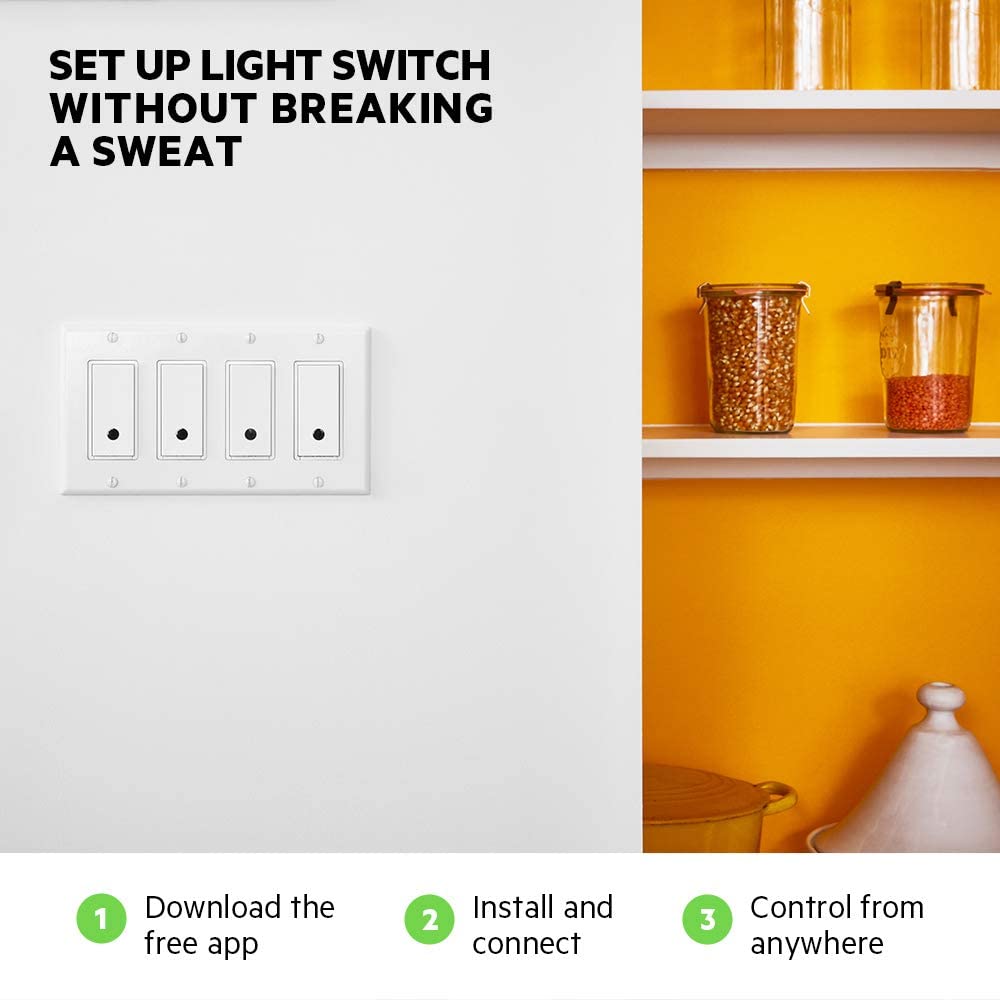 SET UP LIGHT SWITCH
WITHOUT BREAKING
A SWEAT
1
Download the
free app
2
Install and
connect
3
Control from
anywhere